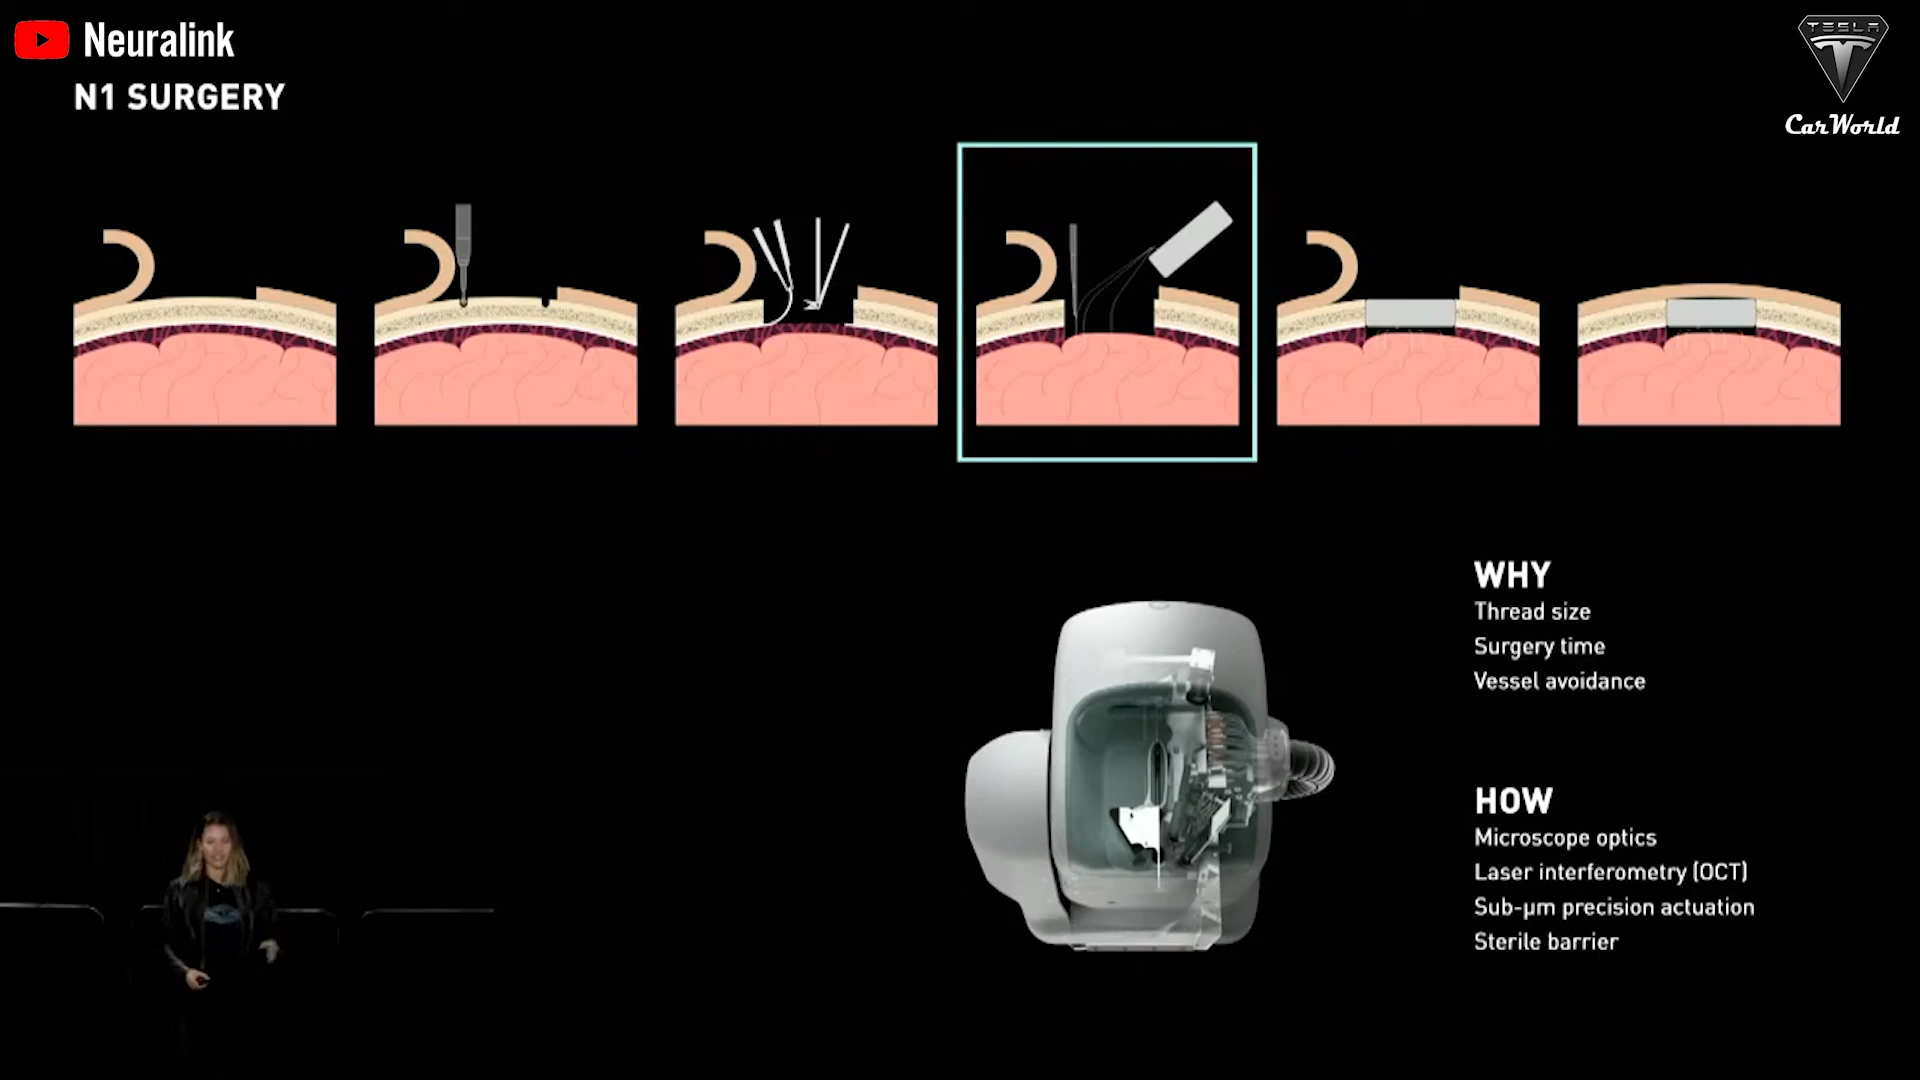 Neuralink
N1 SURGERY
TESLA
CarWorld
WHY
Thread size
Surgery time
Vessel avoidance
HOW
Microscope optics
Laser interferometry (OCT)
Sub-µm precision actuation
Sterile barrier